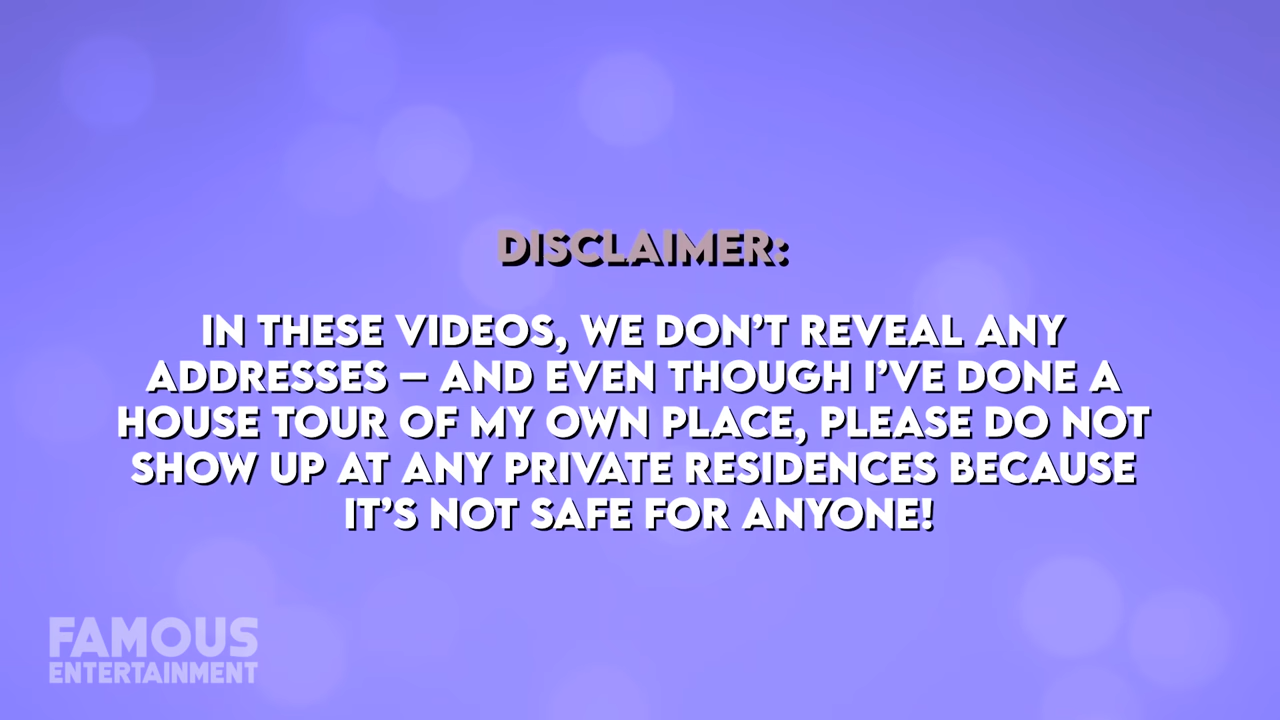 DISCLAIMER:
IN THESE VIDEOS, WE DON'T REVEAL ANY
ADDRESSES – AND EVEN THOUGH I'VE DONE A
HOUSE TOUR OF MY OWN PLACE, PLEASE DO NOT
SHOW UP AT ANY PRIVATE RESIDENCES BECAUSE
IT'S NOT SAFE FOR ANYONE!
FAMOUS
ENTERTAINMENT